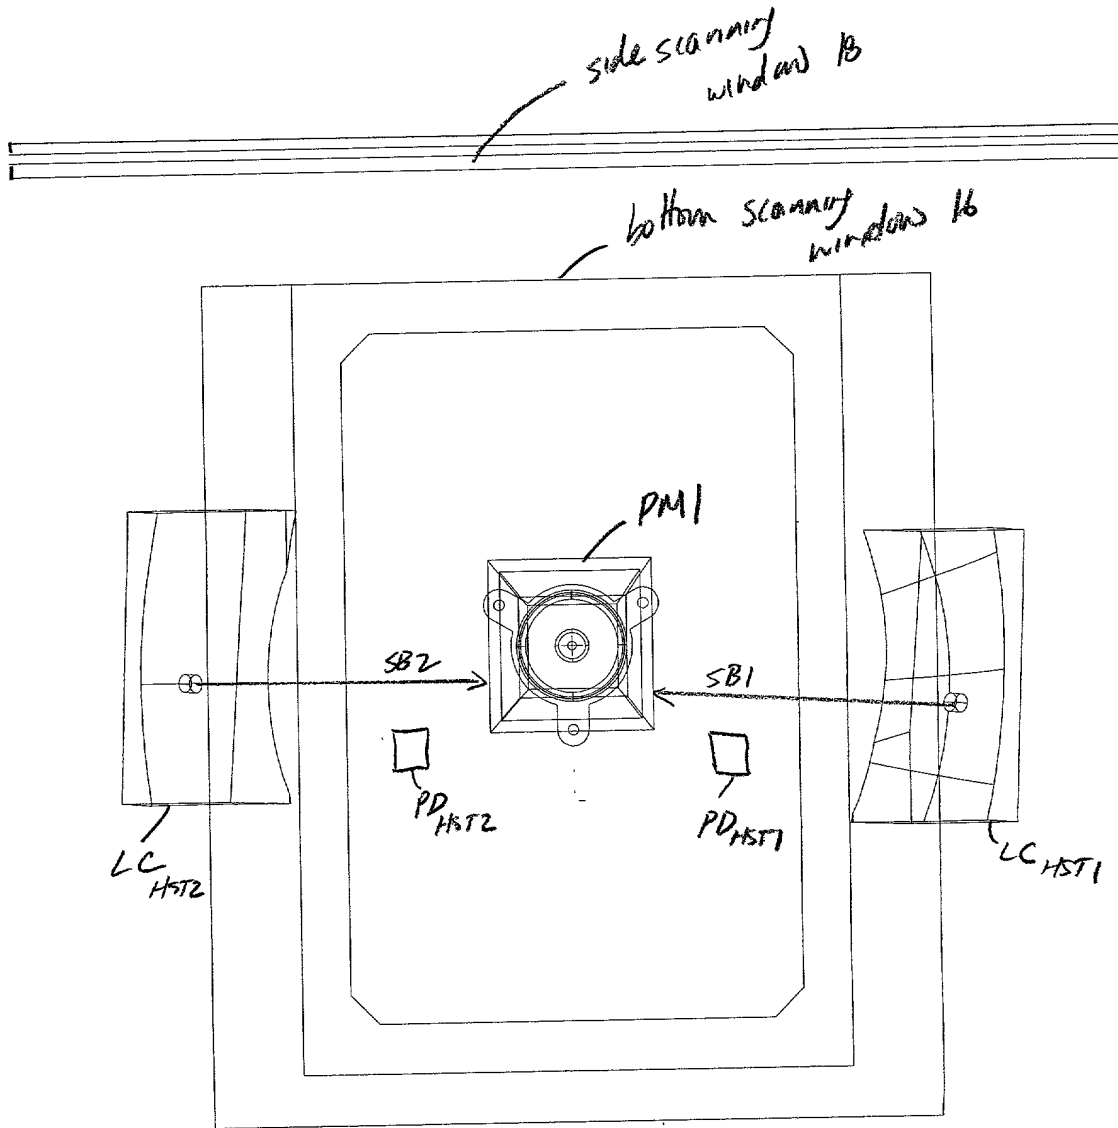 side scanning
window 18
bottom scanning
window 16
PM1
SB2
SB1
PD HST2
PD HST1
LC HST2
LC HST1